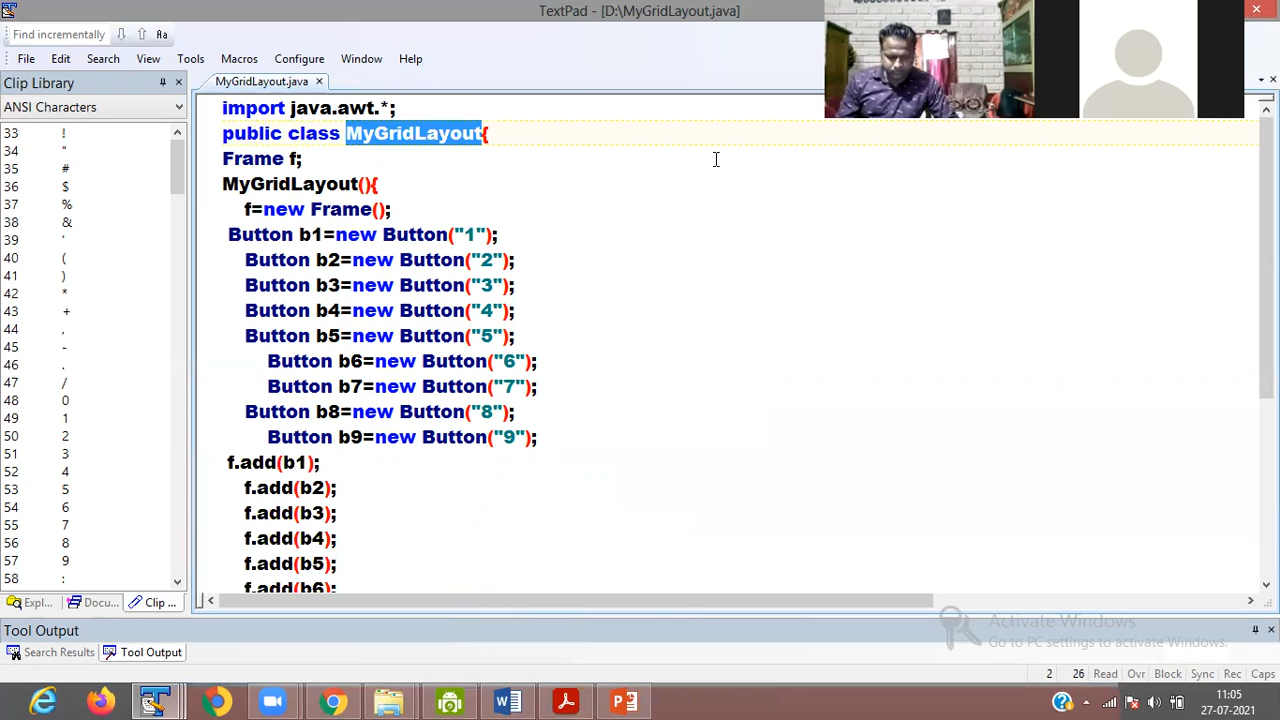 TextPad - [D:\MyGridLayout.java]
Find incrementally
Aa
File Edit Search View Tools Macros Configure Window Help
Clip Library
MyGridLayout.java
ANSI Characters
33 !
34 "
35 #
36 $
37 %
38 &
39 '
40 (
41 )
42 *
43 +
44 ,
45 -
46 .
47 /
48 0
49 1
50 2
51 3
52 4
53 5
54 6
55 7
56 8
57 9
58 :
import java.awt.*;
public class MyGridLayout{
Frame f;
MyGridLayout(){
f=new Frame();
Button b1=new Button("1");
Button b2=new Button("2");
Button b3=new Button("3");
Button b4=new Button("4");
Button b5=new Button("5");
Button b6=new Button("6");
Button b7=new Button("7");
Button b8=new Button("8");
Button b9=new Button("9");
f.add(b1);
f.add(b2);
f.add(b3);
f.add(b4);
f.add(b5);
f.add(b6);
Expl... Docu... Clip ...
Tool Output
Activate Windows
Go to PC settings to activate Windows.
Search Results Tool Output
2 26 Read Ovr Block Sync Rec Caps
11:05
27-07-2021